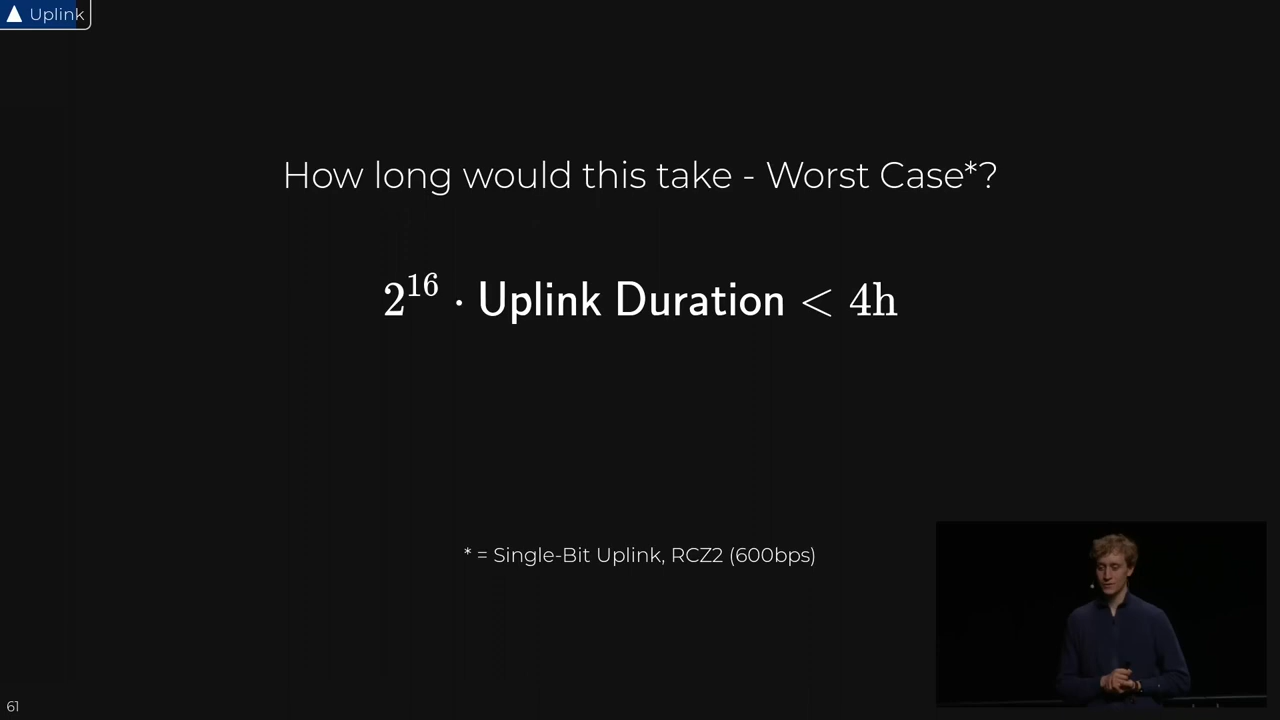 Uplink
How long would this take - Worst Case*?
2^16 · Uplink Duration < 4h
* = Single-Bit Uplink, RCZ2 (600bps)
61